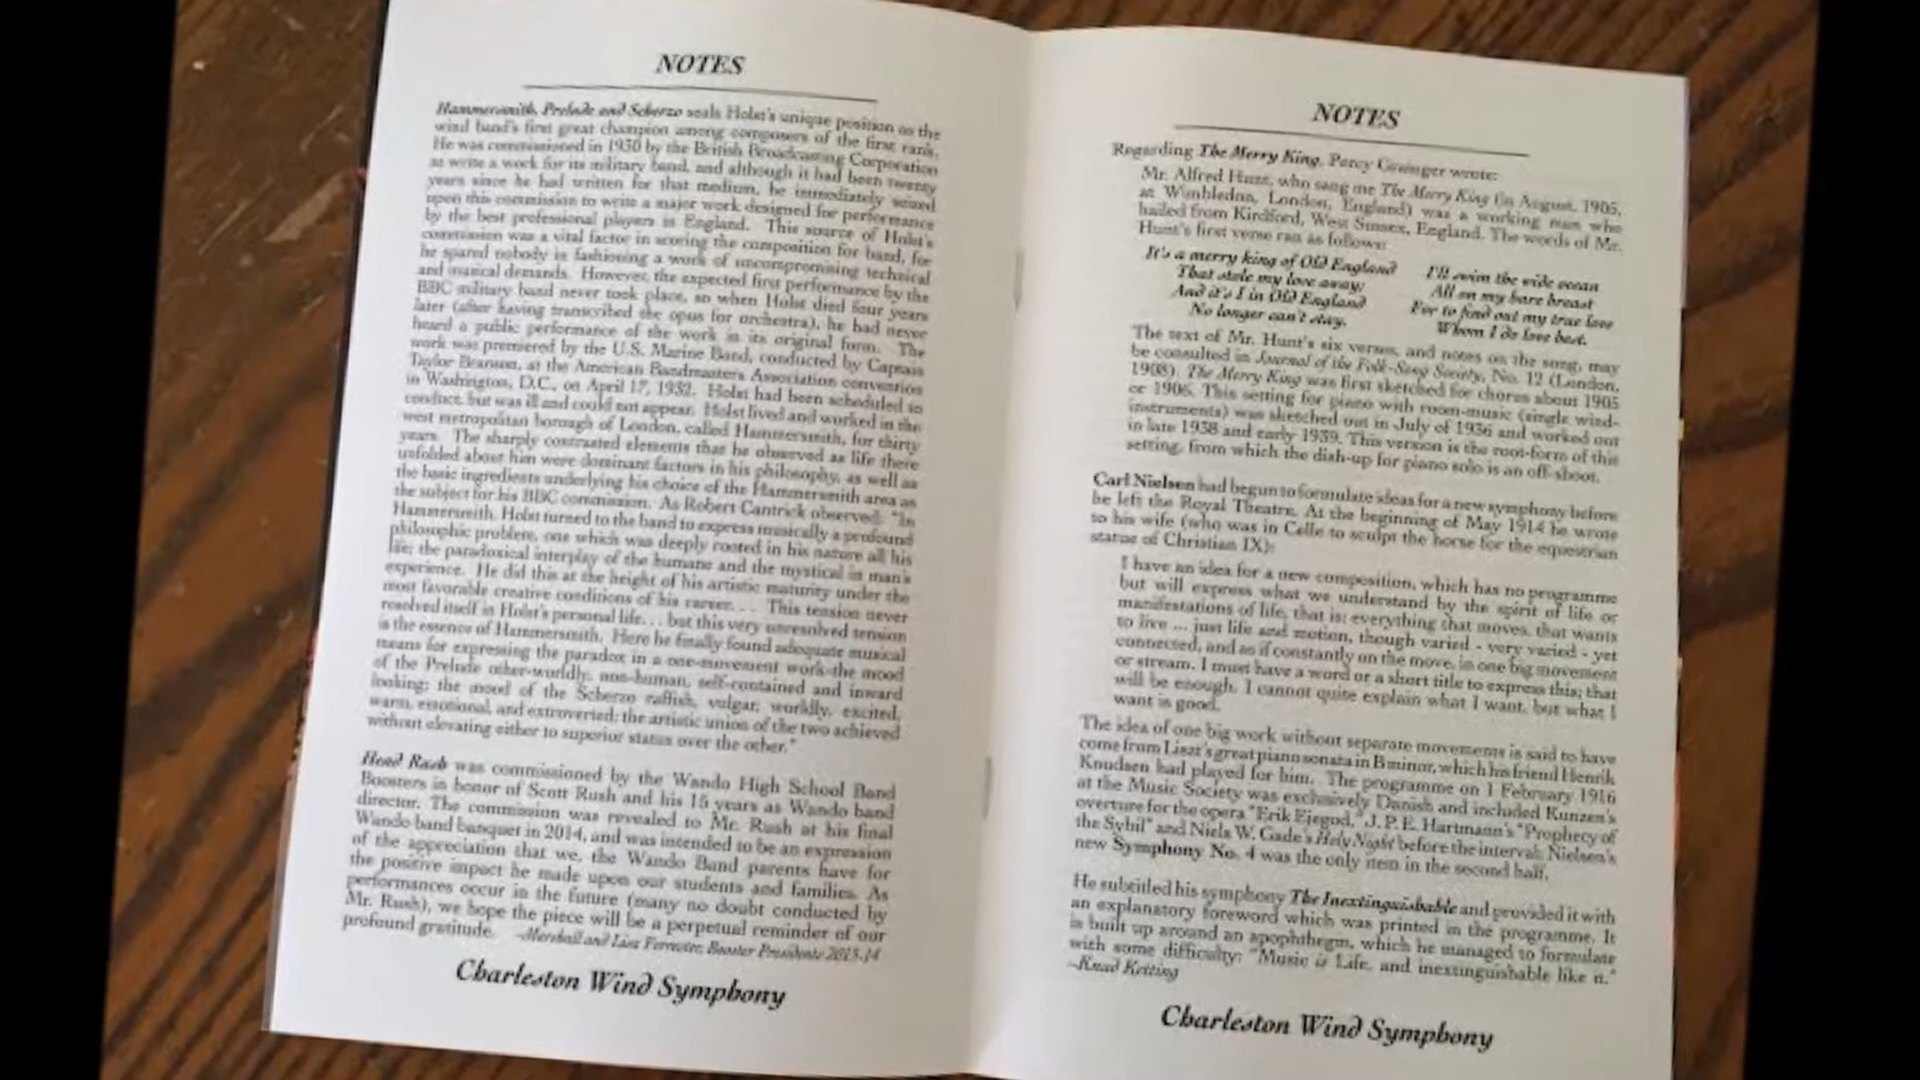 NOTES
Hammersmith, Prelude and Scherzo seals Holst's unique position as the
wind band's first great champion among composers of the first rank.
He was commissioned in 1930 by the British Broadcasting Corporation
to write a work for its military band, and although it had been twenty
years since he had written for that medium, he immediately seized
upon this commission to write a major work designed for performance
by the best professional players in England. This source of Holst's
commission was a vital factor in scoring the composition for band, for
he spared nobody in fashioning a work of uncompromising technical
and musical demands. However, the expected first performance by the
BBC military band never took place, so when Holst died four years
later (after having transcribed the opus for orchestra), he had never
heard a public performance of the work in its original form. The
work was premiered by the U.S. Marine Band, conducted by Captain
Taylor Branson, at the American Bandmasters Association convention
in Washington, D.C., on April 17, 1932. Holst had been scheduled to
conduct, but was ill and could not appear. Holst lived and worked in the
west metropolitan borough of London, called Hammersmith, for thirty
years. The sharply contrasted elements that he observed as life there
unfolded about him were dominant factors in his philosophy, as well as
the basic ingredients underlying his choice of the Hammersmith area as
the subject for his BBC commission. As Robert Cantrick observed: "In
Hammersmith, Holst turned to the band to express musically a profound
philosophic problem, one which was deeply rooted in his nature all his
life; the paradoxical interplay of the humane and the mystical in man's
experience. He did this at the height of his artistic maturity under the
most favorable creative conditions of his career. . . This tension never
resolved itself in Holst's personal life. . . but this very unresolved tension
is the essence of Hammersmith. Here he finally found adequate musical
means for expressing the paradox in a one-movement work-the mood
of the Prelude other-worldly, non-human, self-contained and inward
looking; the mood of the Scherzo raffish, vulgar, worldly, excited,
warm, emotional, and extroverted; the artistic union of the two achieved
without elevating either to superior status over the other."
Head Rush was commissioned by the Wando High School Band
Boosters in honor of Scott Rush and his 15 years as Wando band
director. The commission was revealed to Mr. Rush at his final
Wando band banquet in 2014, and was intended to be an expression
of the appreciation that we, the Wando Band parents have for
the positive impact he made upon our students and families. As
performances occur in the future (many no doubt conducted by
Mr. Rush), we hope the piece will be a perpetual reminder of our
profound gratitude. –Marshall and Lisa Forrester, Booster Presidents 2013-14
Charleston Wind Symphony
NOTES
Regarding The Merry King, Percy Grainger wrote:
Mr. Alfred Hunt, who sang me The Merry King (in August, 1905,
at Wimbledon, London, England) was a working man who
hailed from Kirdford, West Sussex, England. The words of Mr.
Hunt's first verse ran as follows:
It's a merry king of Old England
That stole my love away;
And it's I in Old England
No longer can't stay.
I'll swim the wide ocean
All on my bare breast
For to find out my true love
Whom I do love best.
The text of Mr. Hunt's six verses, and notes on the song, may
be consulted in Journal of the Folk-Song Society, No. 12 (London,
1908). The Merry King was first sketched for chorus about 1905
or 1906. This setting for piano with room-music (single wind-
instruments) was sketched out in July of 1936 and worked out
in late 1938 and early 1939. This version is the root-form of this
setting, from which the dish-up for piano solo is an off-shoot.
Carl Nielsen had begun to formulate ideas for a new symphony before
he left the Royal Theatre. At the beginning of May 1914 he wrote
to his wife (who was in Celle to sculpt the horse for the equestrian
statue of Christian IX):
I have an idea for a new composition, which has no programme
but will express what we understand by the spirit of life or
manifestations of life, that is: everything that moves, that wants
to live ... just life and motion, though varied - very varied - yet
connected, and as if constantly on the move, in one big movement
or stream. I must have a word or a short title to express this; that
will be enough. I cannot quite explain what I want, but what I
want is good.
The idea of one big work without separate movements is said to have
come from Liszt's great piano sonata in B minor, which his friend Henrik
Knudsen had played for him. The programme on 1 February 1916
at the Music Society was exclusively Danish and included Kunzen's
overture for the opera "Erik Ejegod," J. P. E. Hartmann's "Prophecy of
the Sybil" and Niels W. Gade's Holy Night before the interval; Nielsen's
new Symphony No. 4 was the only item in the second half.
He subtitled his symphony The Inextinguishable and provided it with
an explanatory foreword which was printed in the programme. It
is built up around an apophthegm, which he managed to formulate
with some difficulty: "Music is Life, and inextinguishable like it."
–Knud Ketting
Charleston Wind Symphony